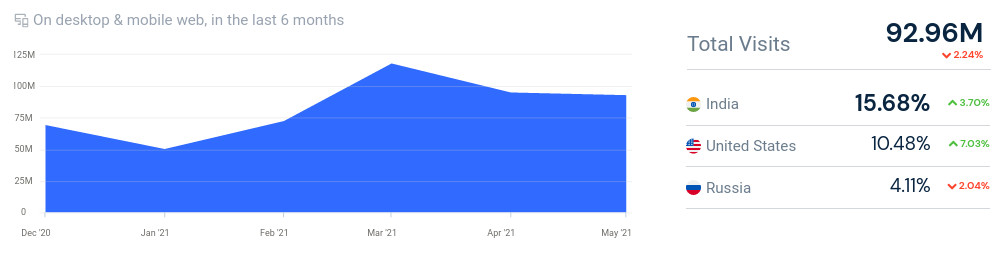 On desktop & mobile web, in the last 6 months
125M
100M
75M
50M
25M
0
Dec '20 Jan '21 Feb '21 Mar '21 Apr '21 May '21
Total Visits 92.96M
2.24%
India 15.68% 3.70%
United States 10.48% 7.03%
Russia 4.11% 2.04%